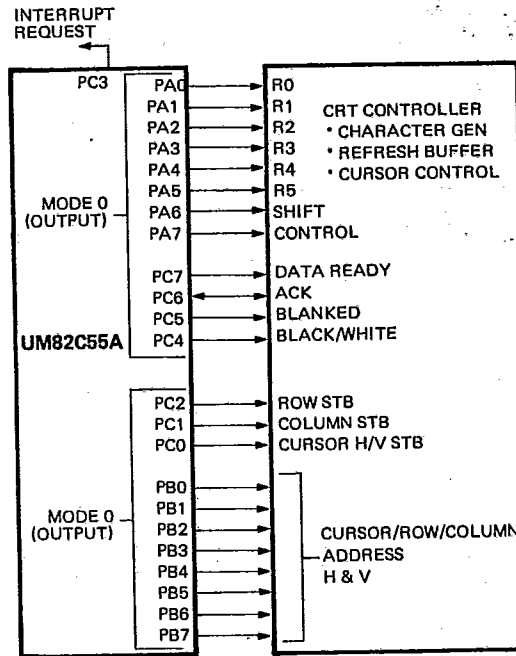 INTERRUPT
REQUEST
PC3
PA0
PA1
PA2
PA3
PA4
PA5
PA6
PA7
PC7
PC6
PC5
PC4
MODE 0
(OUTPUT)
UM82C55A
PC2
PC1
PC0
PB0
PB1
PB2
PB3
PB4
PB5
PB6
PB7
MODE 0
(OUTPUT)
R0
R1
R2
R3
R4
R5
SHIFT
CONTROL
DATA READY
ACK
BLANKED
BLACK/WHITE
ROW STB
COLUMN STB
CURSOR H/V STB
CRT CONTROLLER
• CHARACTER GEN
• REFRESH BUFFER
• CURSOR CONTROL
CURSOR/ROW/COLUMN
ADDRESS
H & V